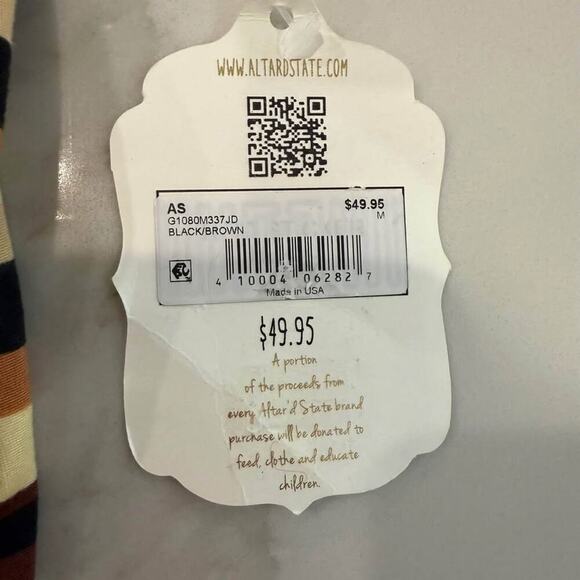 WWW.ALTARDSTATE.COM
AS $49.95
G1080M337JD M
BLACK/BROWN
4 10004 06282 7
Made in USA
$49.95
A portion
of the proceeds from
every Altar'd State brand
purchase will be donated to
feed, clothe and educate
children.